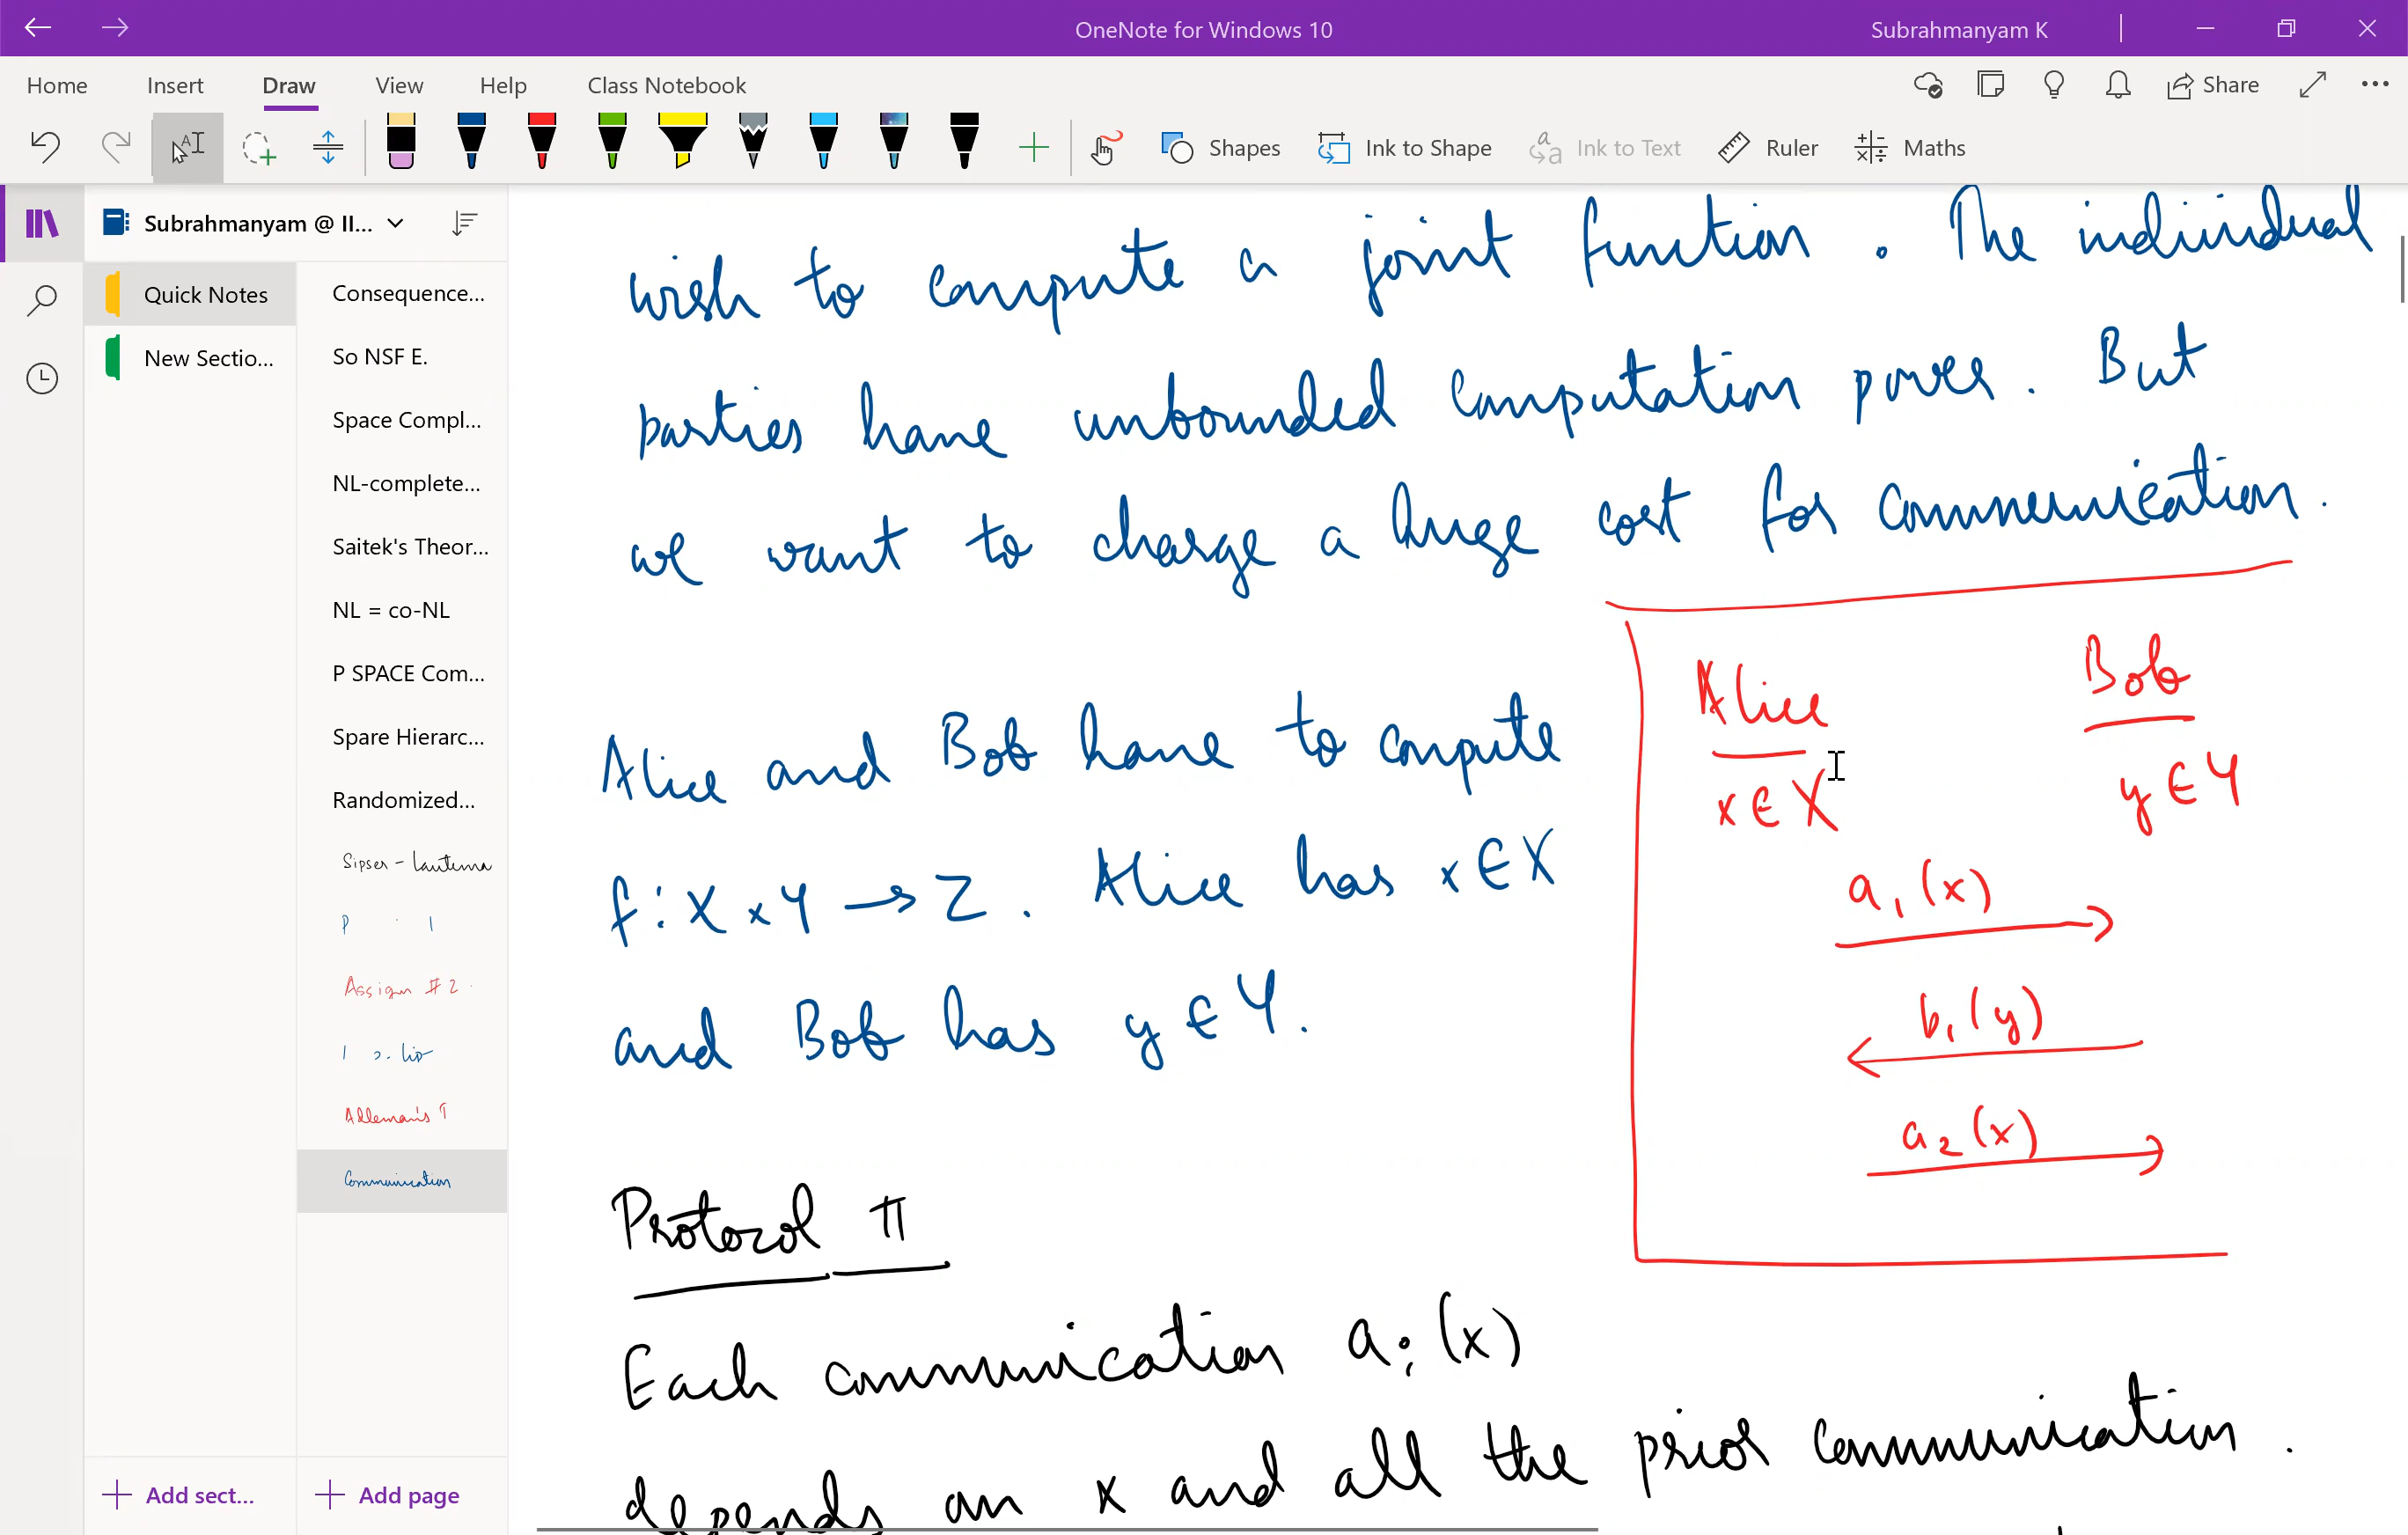 OneNote for Windows 10
Subrahmanyam K
Home Insert Draw View Help Class Notebook
Share
Shapes Ink to Shape Ink to Text Ruler Maths
Subrahmanyam @ II...
Quick Notes
New Sectio...
Consequence...
So NSF E.
Space Compl...
NL-complete...
Saitek's Theor...
NL = co-NL
P SPACE Com...
Spare Hierarc...
Randomized...
Sipser - Lautema
Assign #2
Communication
Add sect...
Add page
wish to compute a joint function. The individual
parties have unbounded computation power. But
we want to charge a huge cost for communication.
Alice and Bob have to compute
f: X × Y → Z. Alice has x ∈ X
and Bob has y ∈ Y.
Alice Bob
x ∈ X y ∈ Y
a₁(x)
b₁(y)
a₂(x)
Protocol π
Each communication aᵢ(x)
depends on x and all the prior communication.